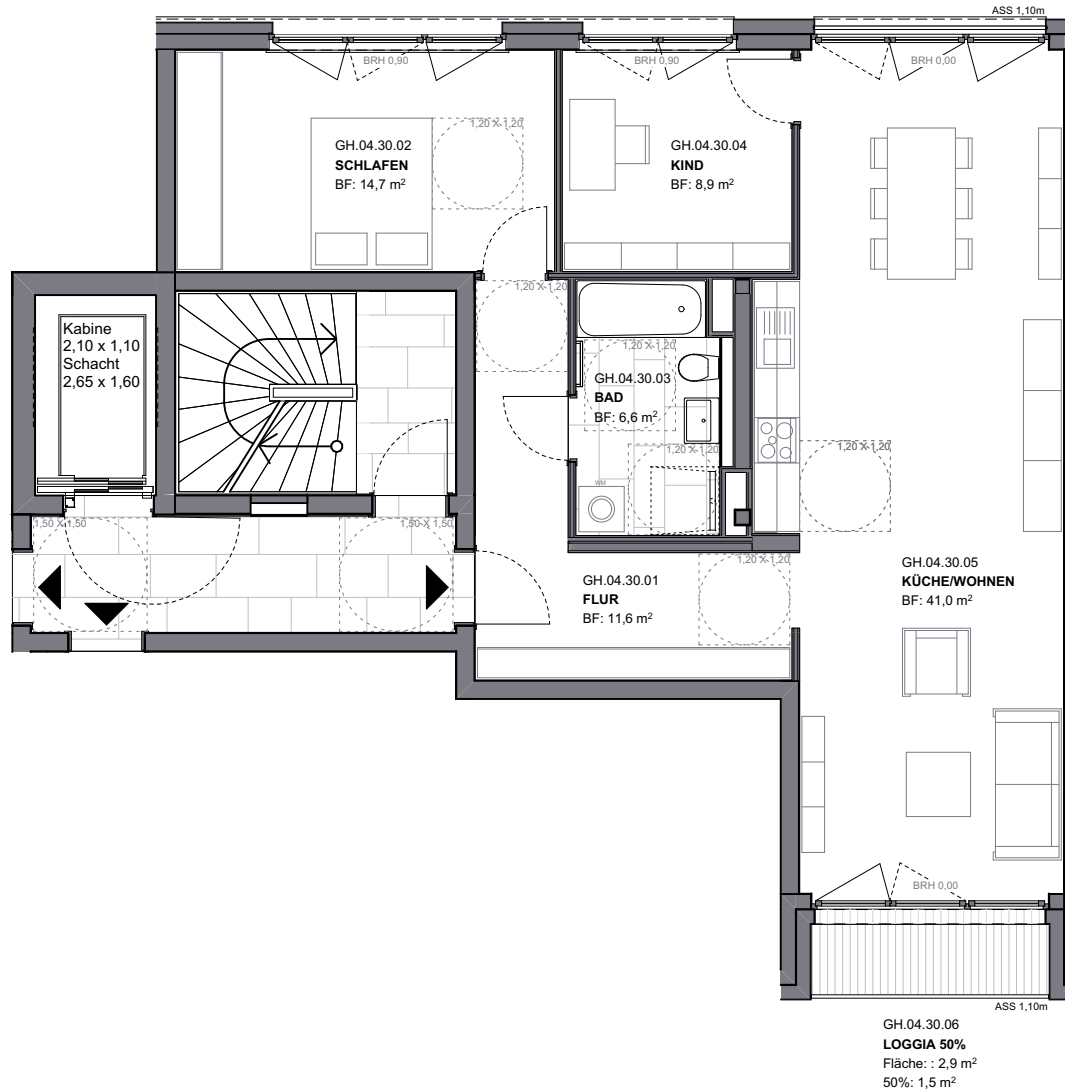 ASS 1,10m
BRH 0,90
BRH 0,90
BRH 0,00
1,20 X 1,20
GH.04.30.02
SCHLAFEN
BF: 14,7 m²
GH.04.30.04
KIND
BF: 8,9 m²
1,20 X 1,20
Kabine
2,10 x 1,10
Schacht
2,65 x 1,60
1,20 X 1,20
GH.04.30.03
BAD
BF: 6,6 m²
1,20 X 1,20
1,20 X 1,20
WM
1,50 X 1,50
1,50 X 1,50
1,20 X 1,20
GH.04.30.01
FLUR
BF: 11,6 m²
GH.04.30.05
KÜCHE/WOHNEN
BF: 41,0 m²
BRH 0,00
ASS 1,10m
GH.04.30.06
LOGGIA 50%
Fläche: : 2,9 m²
50%: 1,5 m²